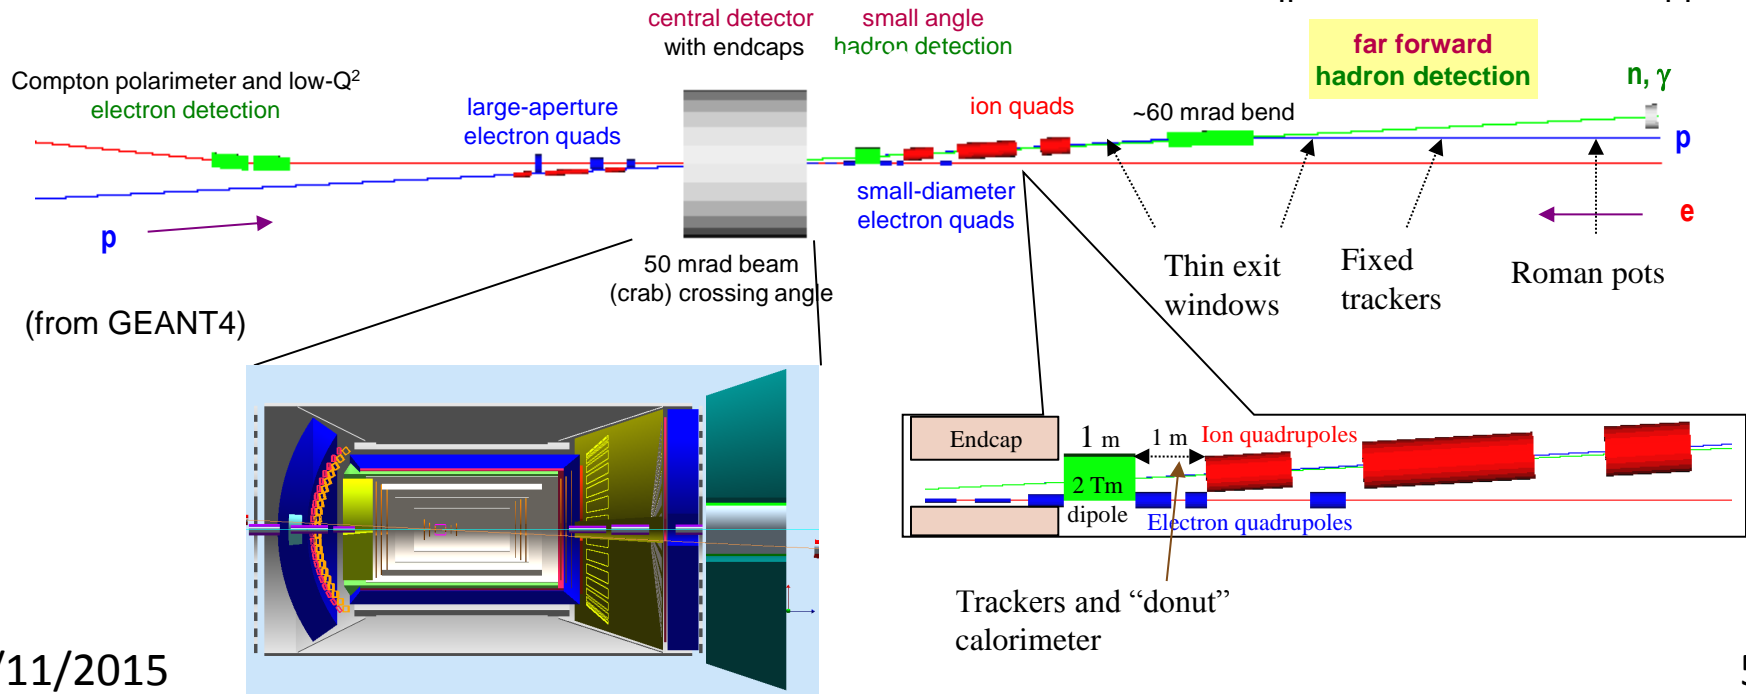 central detector
with endcaps
small angle
hadron detection
far forward
hadron detection
n, γ
Compton polarimeter and low-Q²
electron detection
large-aperture
electron quads
ion quads
~60 mrad bend
p
small-diameter
electron quads
e
p
50 mrad beam
(crab) crossing angle
Thin exit
windows
Fixed
trackers
Roman pots
(from GEANT4)
Endcap
1 m
1 m
Ion quadrupoles
2 Tm
dipole
Electron quadrupoles
Trackers and “donut”
calorimeter
/11/2015